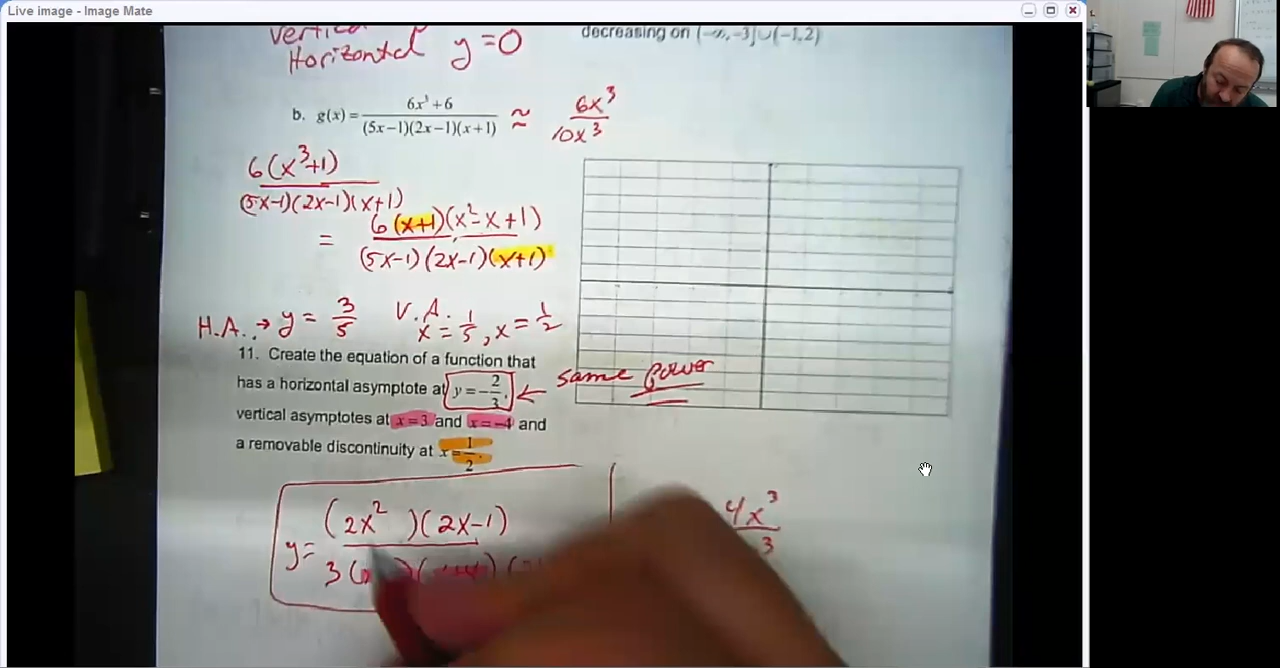 Live image - Image Mate
Vertical
Horizontal y = 0
decreasing on (-∞, -3] ∪ (-1, 2)
b. g(x) = (6x³ + 6) / ((5x-1)(2x-1)(x+1)) ≈ 6x³ / 10x³
6(x³+1) / (5x-1)(2x-1)(x+1)
= 6(x+1)(x²-x+1) / (5x-1)(2x-1)(x+1)
H.A. → y = 3/5 V.A. x = 1/5, x = 1/2
11. Create the equation of a function that
has a horizontal asymptote at y = -2/3, ← same power
vertical asymptotes at x = 3 and x = -4 and
a removable discontinuity at x = 1/2.
y = (2x² )(2x-1) / 3(
4x³
3